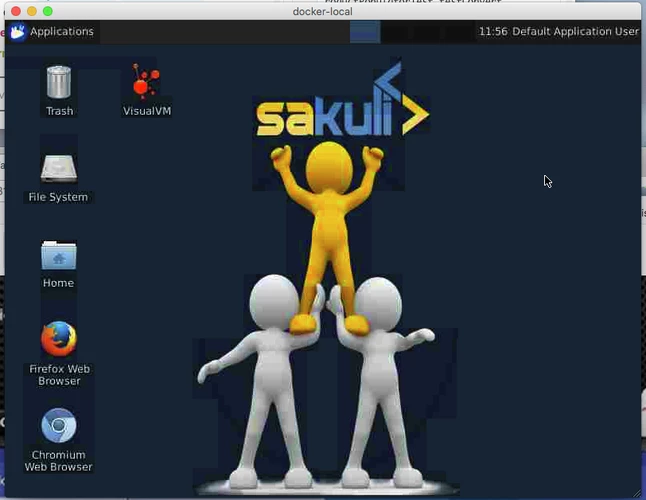 docker-local
Applications
11:56 Default Application User
Trash
VisualVM
sakuli
File System
Home
Firefox Web
Browser
Chromium
Web Browser